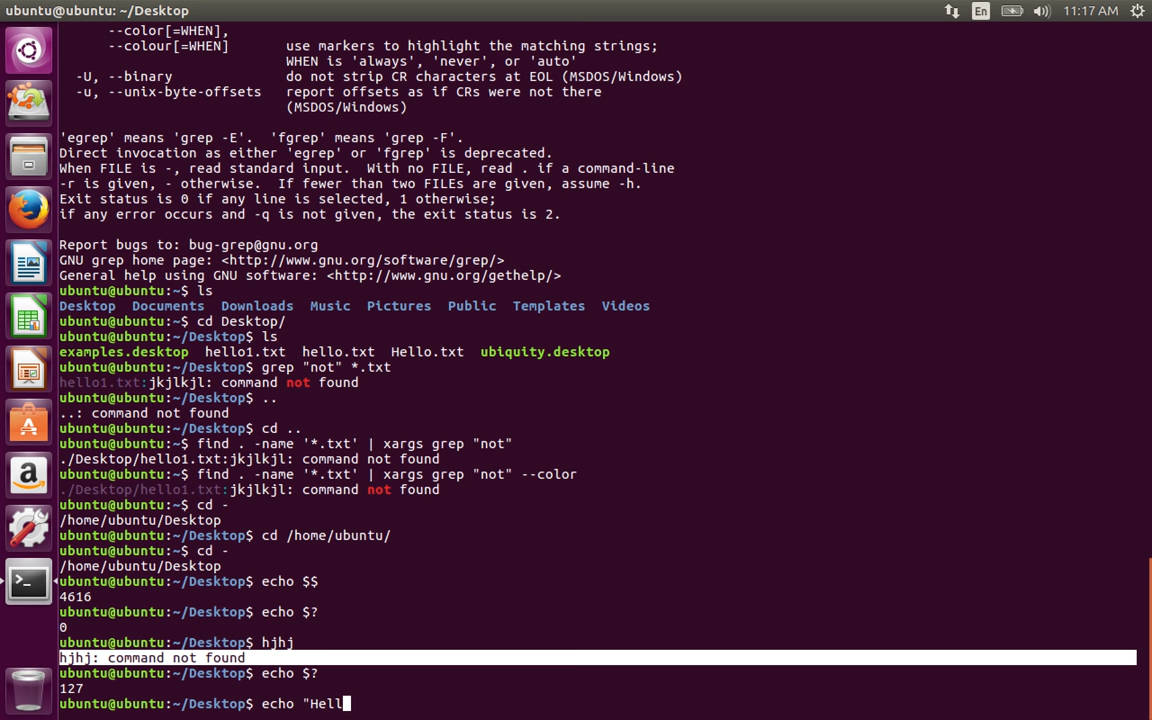 ubuntu@ubuntu: ~/Desktop
En
11:17 AM
--color[=WHEN],
--colour[=WHEN]       use markers to highlight the matching strings;
WHEN is 'always', 'never', or 'auto'
-U, --binary              do not strip CR characters at EOL (MSDOS/Windows)
-u, --unix-byte-offsets   report offsets as if CRs were not there
(MSDOS/Windows)
'egrep' means 'grep -E'.  'fgrep' means 'grep -F'.
Direct invocation as either 'egrep' or 'fgrep' is deprecated.
When FILE is -, read standard input.  With no FILE, read . if a command-line
-r is given, - otherwise.  If fewer than two FILEs are given, assume -h.
Exit status is 0 if any line is selected, 1 otherwise;
if any error occurs and -q is not given, the exit status is 2.
Report bugs to: bug-grep@gnu.org
GNU grep home page: <http://www.gnu.org/software/grep/>
General help using GNU software: <http://www.gnu.org/gethelp/>
ubuntu@ubuntu:~$ ls
Desktop  Documents  Downloads  Music  Pictures  Public  Templates  Videos
ubuntu@ubuntu:~$ cd Desktop/
ubuntu@ubuntu:~/Desktop$ ls
examples.desktop  hello1.txt  hello.txt  Hello.txt  ubiquity.desktop
ubuntu@ubuntu:~/Desktop$ grep "not" *.txt
hello1.txt:jkjlkjl: command not found
ubuntu@ubuntu:~/Desktop$ ..
..: command not found
ubuntu@ubuntu:~/Desktop$ cd ..
ubuntu@ubuntu:~$ find . -name '*.txt' | xargs grep "not"
./Desktop/hello1.txt:jkjlkjl: command not found
ubuntu@ubuntu:~$ find . -name '*.txt' | xargs grep "not" --color
./Desktop/hello1.txt:jkjlkjl: command not found
ubuntu@ubuntu:~$ cd -
/home/ubuntu/Desktop
ubuntu@ubuntu:~/Desktop$ cd /home/ubuntu/
ubuntu@ubuntu:~$ cd -
/home/ubuntu/Desktop
ubuntu@ubuntu:~/Desktop$ echo $$
4616
ubuntu@ubuntu:~/Desktop$ echo $?
0
ubuntu@ubuntu:~/Desktop$ hjhj
hjhj: command not found
ubuntu@ubuntu:~/Desktop$ echo $?
127
ubuntu@ubuntu:~/Desktop$ echo "Hell